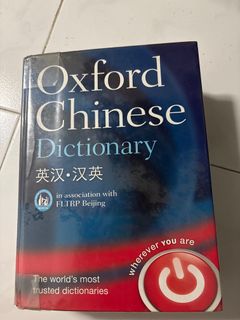 Oxford
Chinese
Dictionary
英汉·汉英
in association with
FLTRP Beijing
wherever you are
The world's most
trusted dictionaries